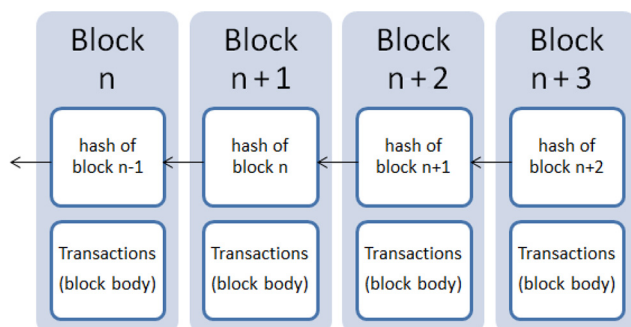 Block
n
hash of
block n-1
Transactions
(block body)
Block
n + 1
hash of
block n
Transactions
(block body)
Block
n + 2
hash of
block n+1
Transactions
(block body)
Block
n + 3
hash of
block n+2
Transactions
(block body)